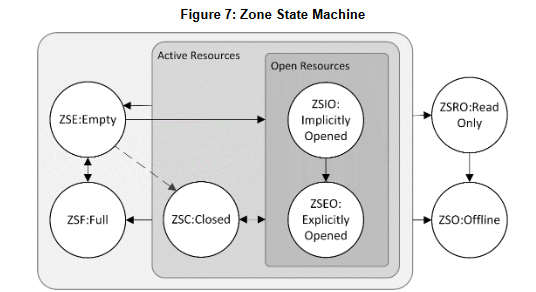 Figure 7: Zone State Machine
Active Resources
Open Resources
ZSE:Empty
ZSIO:
Implicitly
Opened
ZSRO:Read
Only
ZSF:Full
ZSC:Closed
ZSEO:
Explicitly
Opened
ZSO:Offline